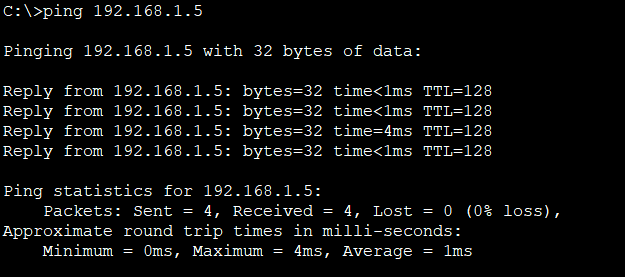 C:\>ping 192.168.1.5
Pinging 192.168.1.5 with 32 bytes of data:
Reply from 192.168.1.5: bytes=32 time<1ms TTL=128
Reply from 192.168.1.5: bytes=32 time<1ms TTL=128
Reply from 192.168.1.5: bytes=32 time=4ms TTL=128
Reply from 192.168.1.5: bytes=32 time<1ms TTL=128
Ping statistics for 192.168.1.5:
    Packets: Sent = 4, Received = 4, Lost = 0 (0% loss),
Approximate round trip times in milli-seconds:
    Minimum = 0ms, Maximum = 4ms, Average = 1ms